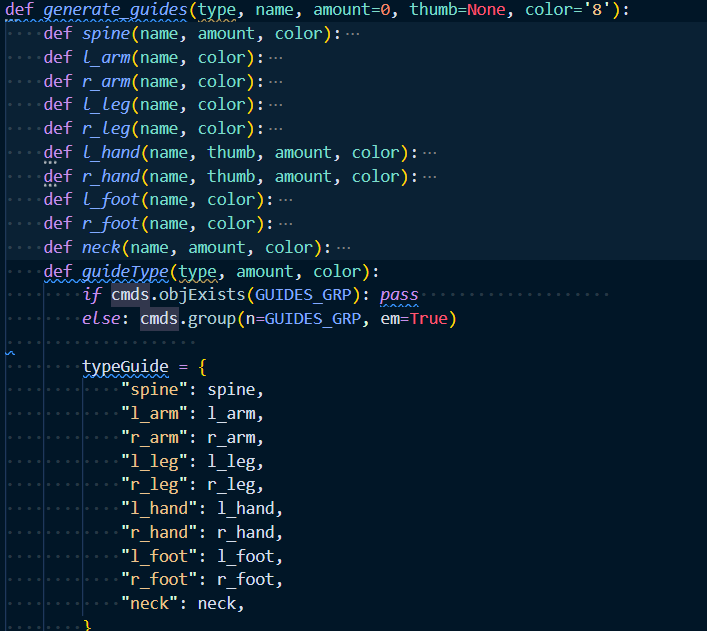 def generate_guides(type, name, amount=0, thumb=None, color='8'):
    def spine(name, amount, color):···
    def l_arm(name, color):···
    def r_arm(name, color):···
    def l_leg(name, color):···
    def r_leg(name, color):···
    def l_hand(name, thumb, amount, color):···
    def r_hand(name, thumb, amount, color):···
    def l_foot(name, color):···
    def r_foot(name, color):···
    def neck(name, amount, color):···
    def guideType(type, amount, color):
        if cmds.objExists(GUIDES_GRP): pass
        else: cmds.group(n=GUIDES_GRP, em=True)
        typeGuide = {
            "spine": spine,
            "l_arm": l_arm,
            "r_arm": r_arm,
            "l_leg": l_leg,
            "r_leg": r_leg,
            "l_hand": l_hand,
            "r_hand": r_hand,
            "l_foot": l_foot,
            "r_foot": r_foot,
            "neck": neck,
        }